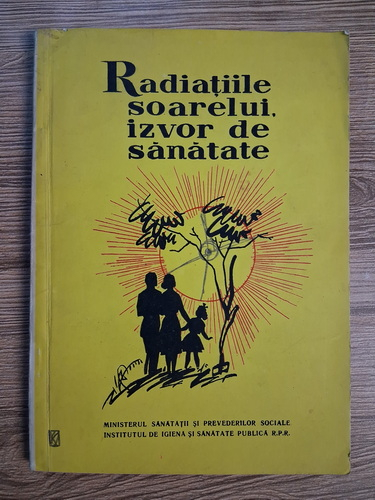 Radiațiile
soarelui,
izvor de
sănătate
MINISTERUL SĂNĂTĂȚII ȘI PREVEDERILOR SOCIALE
INSTITUTUL DE IGIENĂ ȘI SĂNĂTATE PUBLICĂ R.P.R.